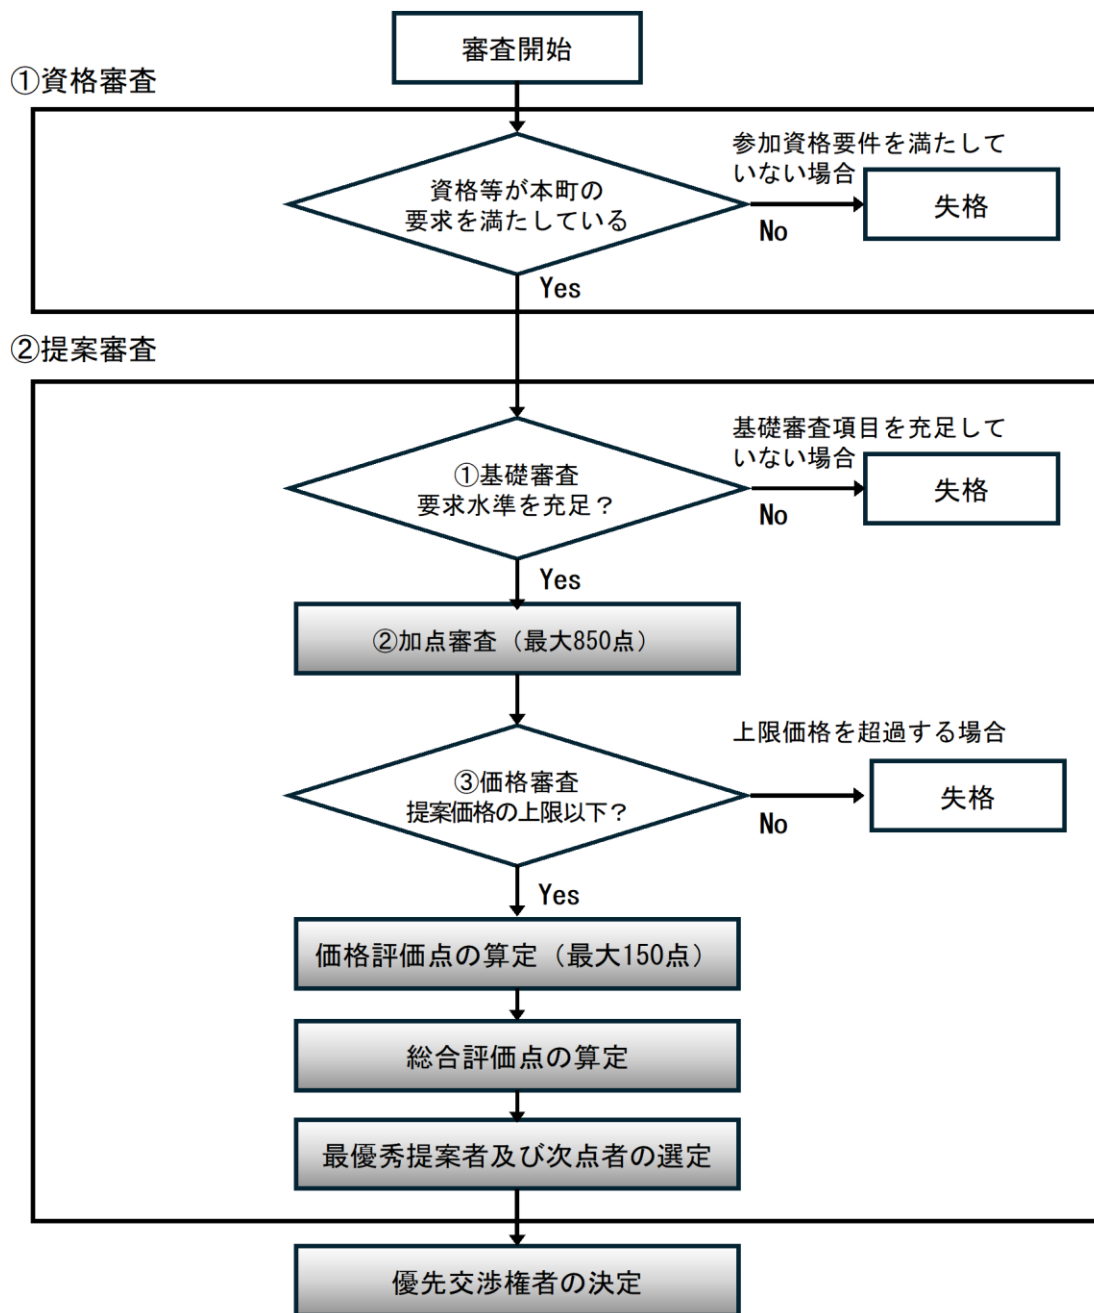 審査開始
①資格審査
資格等が本町の
要求を満たしている
参加資格要件を満たして
いない場合
No
失格
Yes
②提案審査
①基礎審査
要求水準を充足？
基礎審査項目を充足して
いない場合
No
失格
Yes
②加点審査（最大850点）
③価格審査
提案価格の上限以下？
上限価格を超過する場合
No
失格
Yes
価格評価点の算定（最大150点）
総合評価点の算定
最優秀提案者及び次点者の選定
優先交渉権者の決定